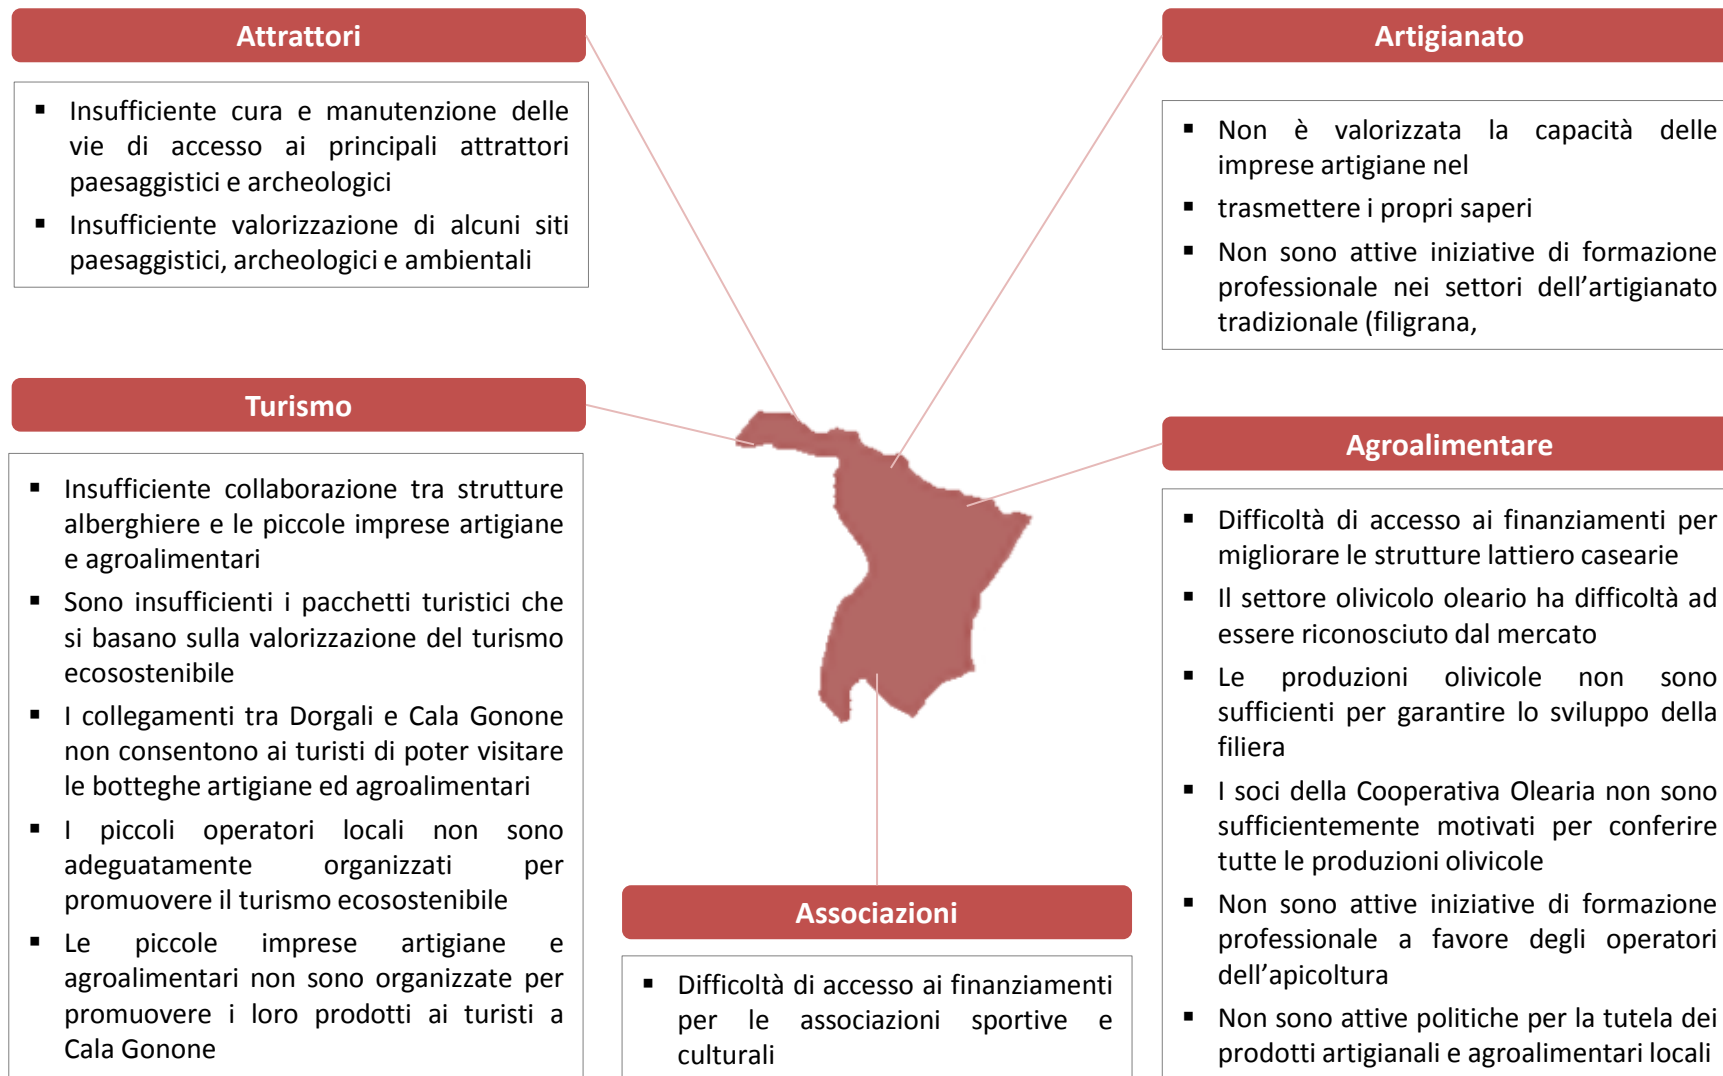 Attrattori
Insufficiente cura e manutenzione delle
vie di accesso ai principali attrattori
paesaggistici e archeologici
Insufficiente valorizzazione di alcuni siti
paesaggistici, archeologici e ambientali
Turismo
Insufficiente collaborazione tra strutture
alberghiere e le piccole imprese artigiane
e agroalimentari
Sono insufficienti i pacchetti turistici che
si basano sulla valorizzazione del turismo
ecosostenibile
I collegamenti tra Dorgali e Cala Gonone
non consentono ai turisti di poter visitare
le botteghe artigiane ed agroalimentari
I piccoli operatori locali non sono
adeguatamente organizzati per
promuovere il turismo ecosostenibile
Le piccole imprese artigiane e
agroalimentari non sono organizzate per
promuovere i loro prodotti ai turisti a
Cala Gonone
Associazioni
Difficoltà di accesso ai finanziamenti
per le associazioni sportive e
culturali
Artigianato
Non è valorizzata la capacità delle
imprese artigiane nel
trasmettere i propri saperi
Non sono attive iniziative di formazione
professionale nei settori dell’artigianato
tradizionale (filigrana,
Agroalimentare
Difficoltà di accesso ai finanziamenti per
migliorare le strutture lattiero casearie
Il settore olivicolo oleario ha difficoltà ad
essere riconosciuto dal mercato
Le produzioni olivicole non sono
sufficienti per garantire lo sviluppo della
filiera
I soci della Cooperativa Olearia non sono
sufficientemente motivati per conferire
tutte le produzioni olivicole
Non sono attive iniziative di formazione
professionale a favore degli operatori
dell’apicoltura
Non sono attive politiche per la tutela dei
prodotti artigianali e agroalimentari locali